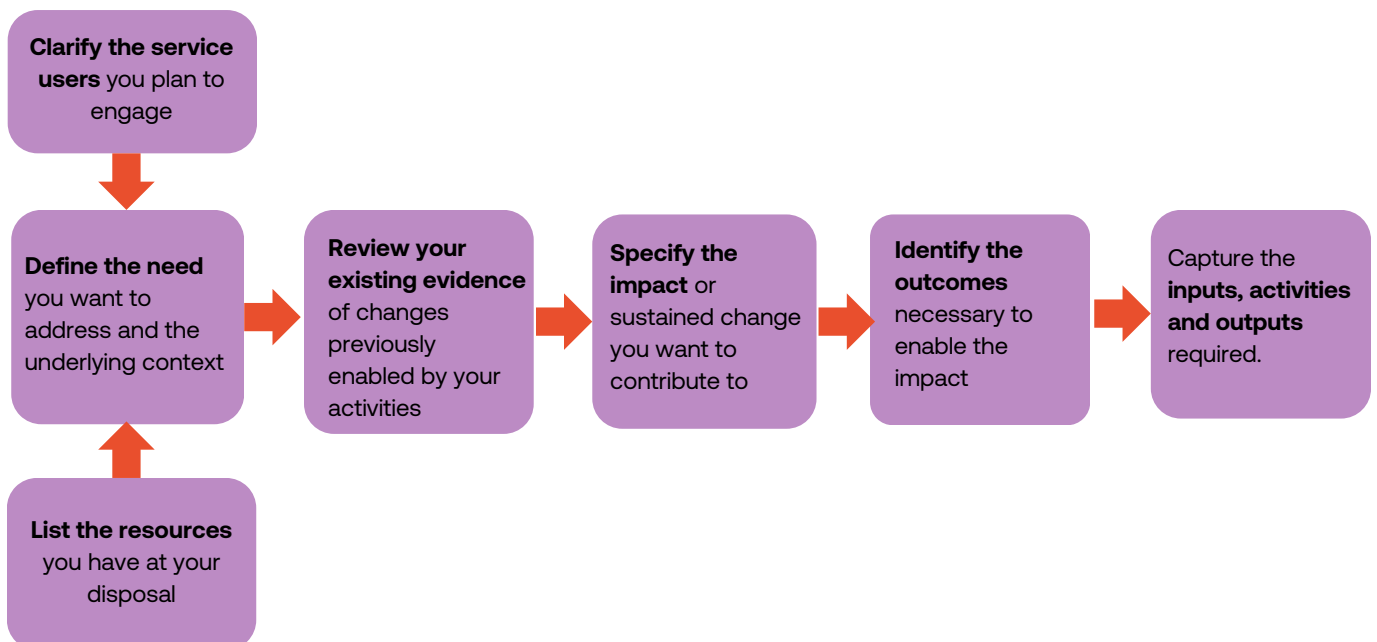 Clarify the service
users you plan to
engage
Define the need
you want to
address and the
underlying context
List the resources
you have at your
disposal
Review your
existing evidence
of changes
previously
enabled by your
activities
Specify the
impact or
sustained change
you want to
contribute to
Identify the
outcomes
necessary to
enable the
impact
Capture the
inputs, activities
and outputs
required.